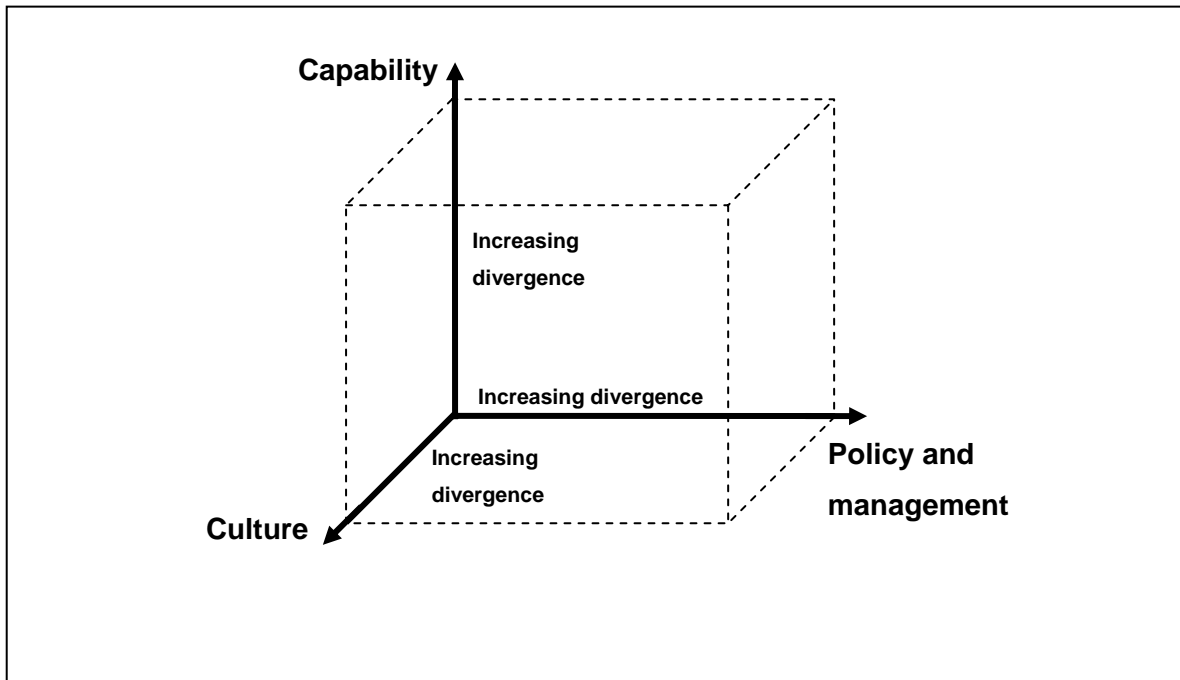 Capability
Increasing
divergence
Increasing divergence
Increasing
divergence
Policy and
management
Culture